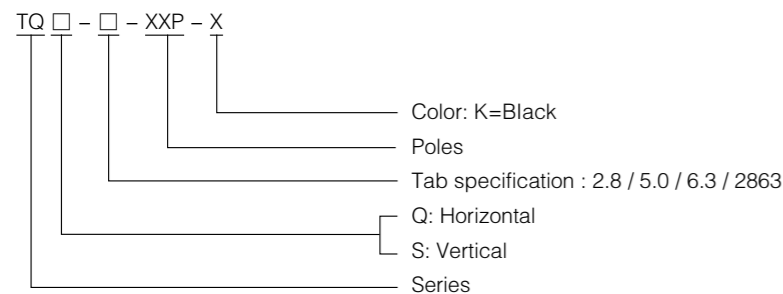 TQ □ – □ – XXP – X
Color: K=Black
Poles
Tab specification : 2.8 / 5.0 / 6.3 / 2863
Q: Horizontal
S: Vertical
Series